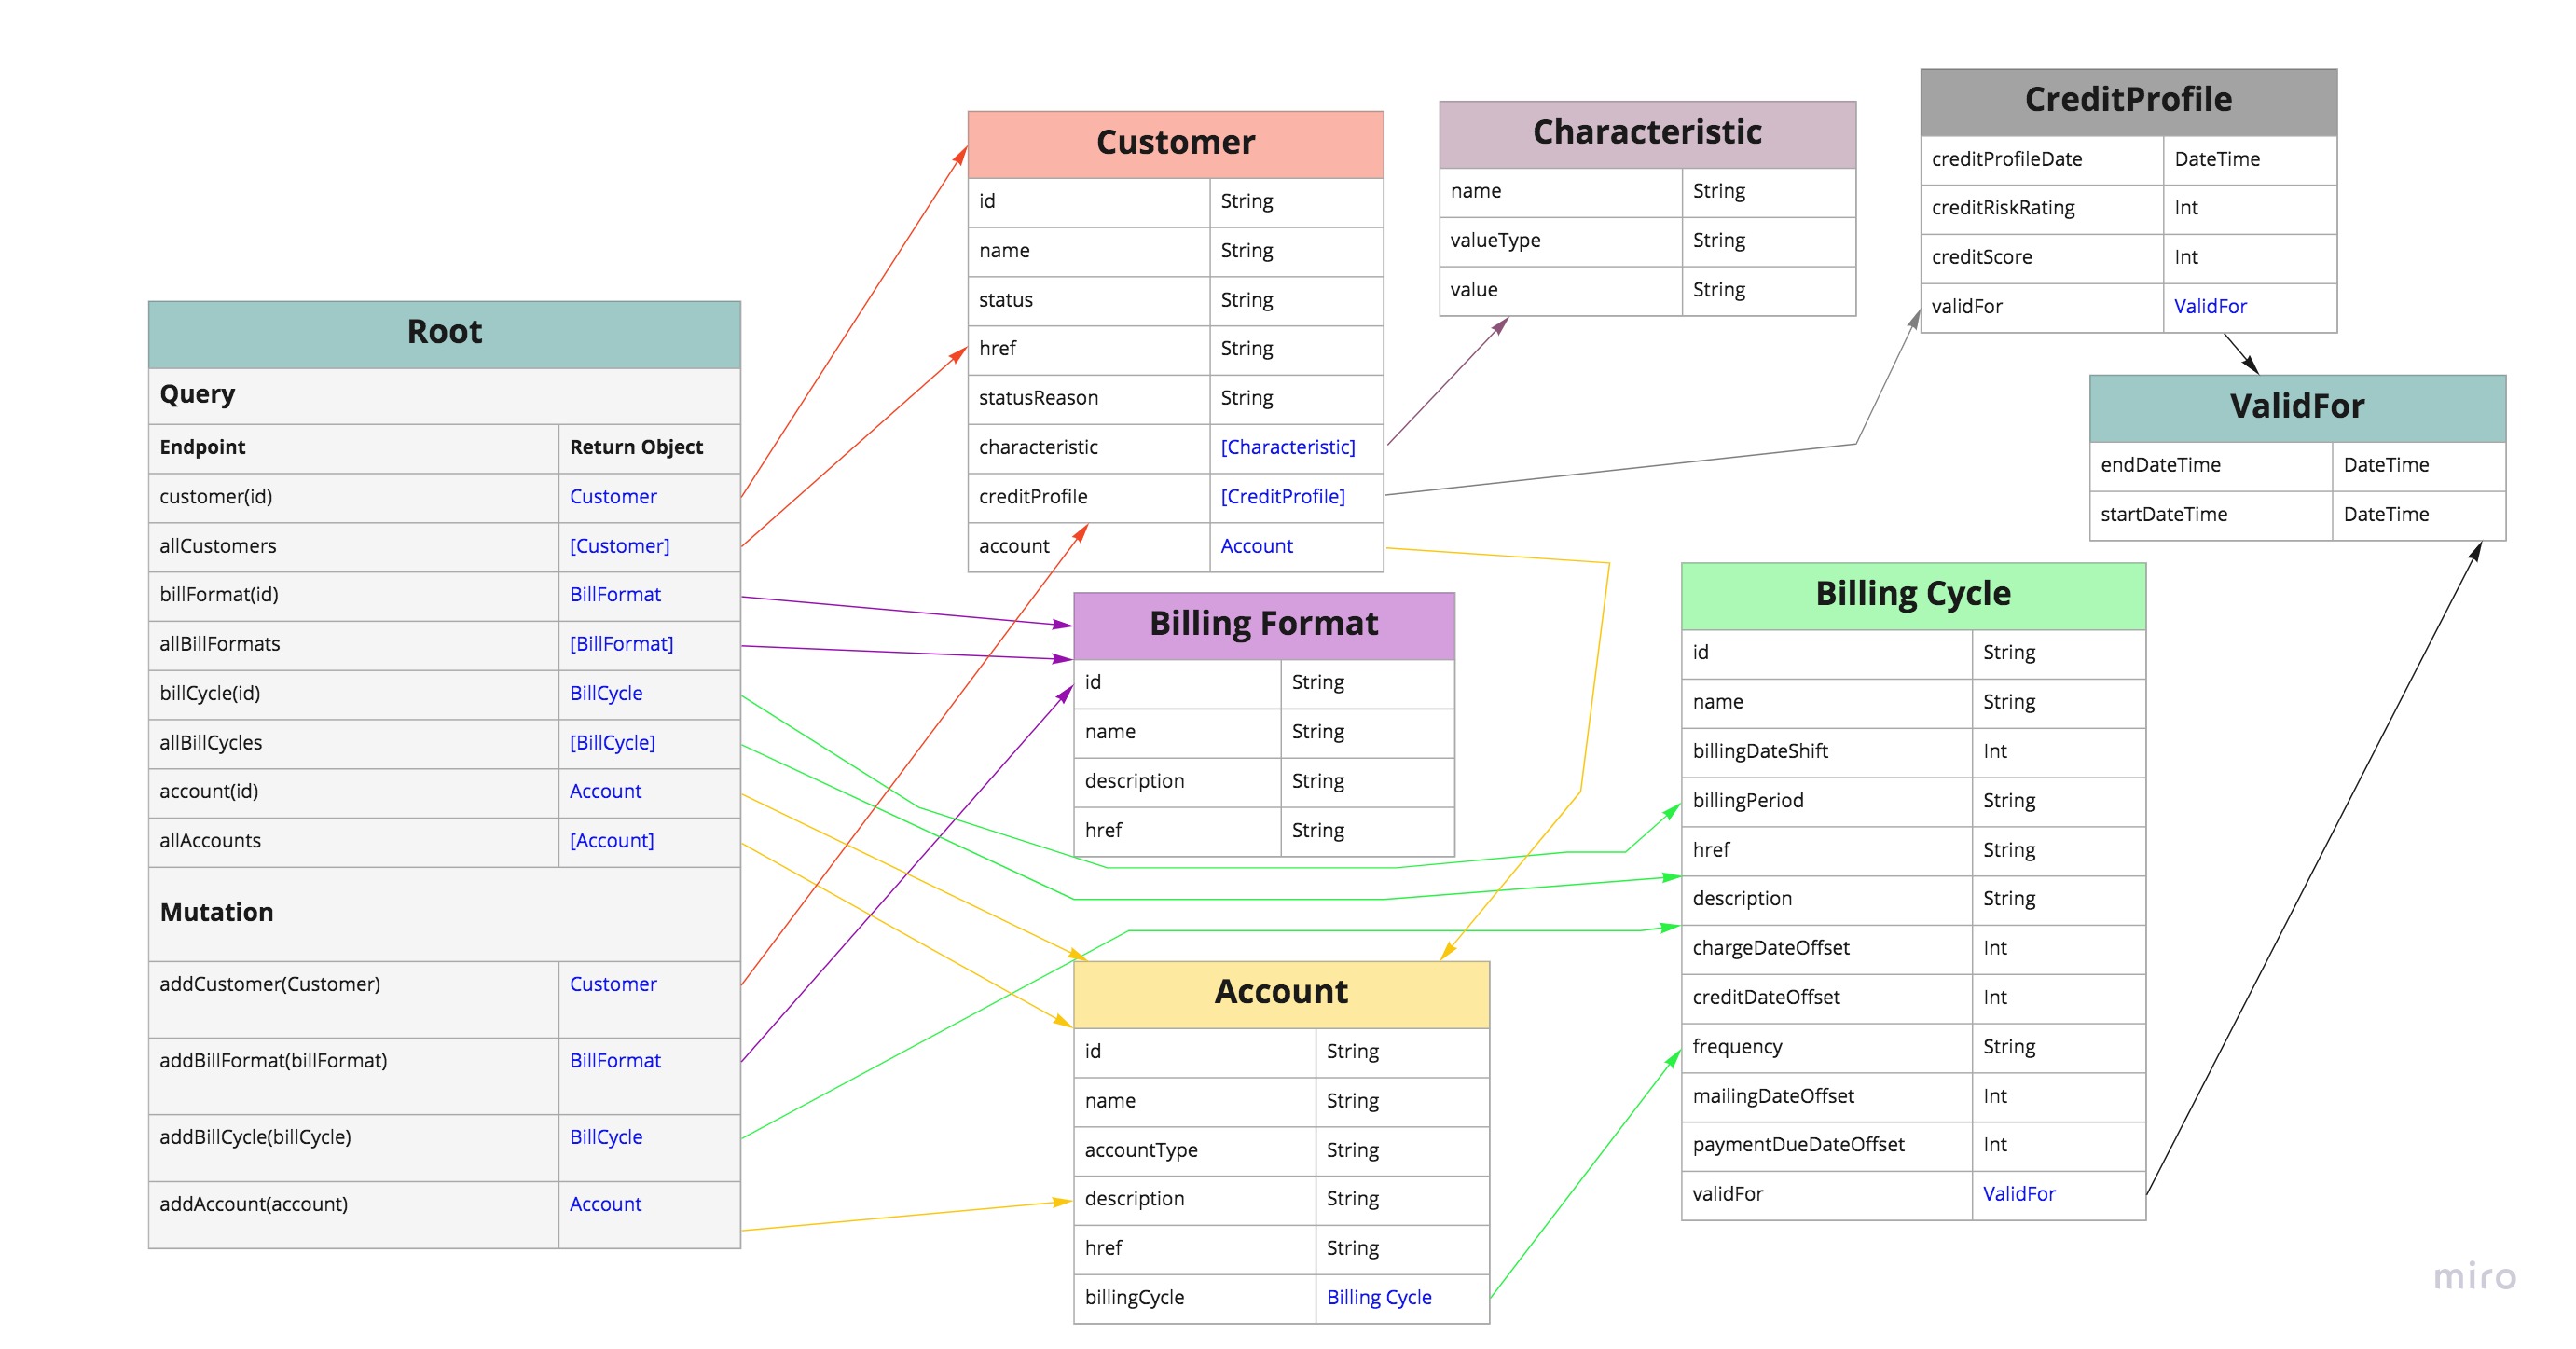 Root
Query
Endpoint Return Object
customer(id) Customer
allCustomers [Customer]
billFormat(id) BillFormat
allBillFormats [BillFormat]
billCycle(id) BillCycle
allBillCycles [BillCycle]
account(id) Account
allAccounts [Account]
Mutation
addCustomer(Customer) Customer
addBillFormat(billFormat) BillFormat
addBillCycle(billCycle) BillCycle
addAccount(account) Account
Customer
id String
name String
status String
href String
statusReason String
characteristic [Characteristic]
creditProfile [CreditProfile]
account Account
Characteristic
name String
valueType String
value String
CreditProfile
creditProfileDate DateTime
creditRiskRating Int
creditScore Int
validFor ValidFor
ValidFor
endDateTime DateTime
startDateTime DateTime
Billing Format
id String
name String
description String
href String
Billing Cycle
id String
name String
billingDateShift Int
billingPeriod String
href String
description String
chargeDateOffset Int
creditDateOffset Int
frequency String
mailingDateOffset Int
paymentDueDateOffset Int
validFor ValidFor
Account
id String
name String
accountType String
description String
href String
billingCycle Billing Cycle
miro